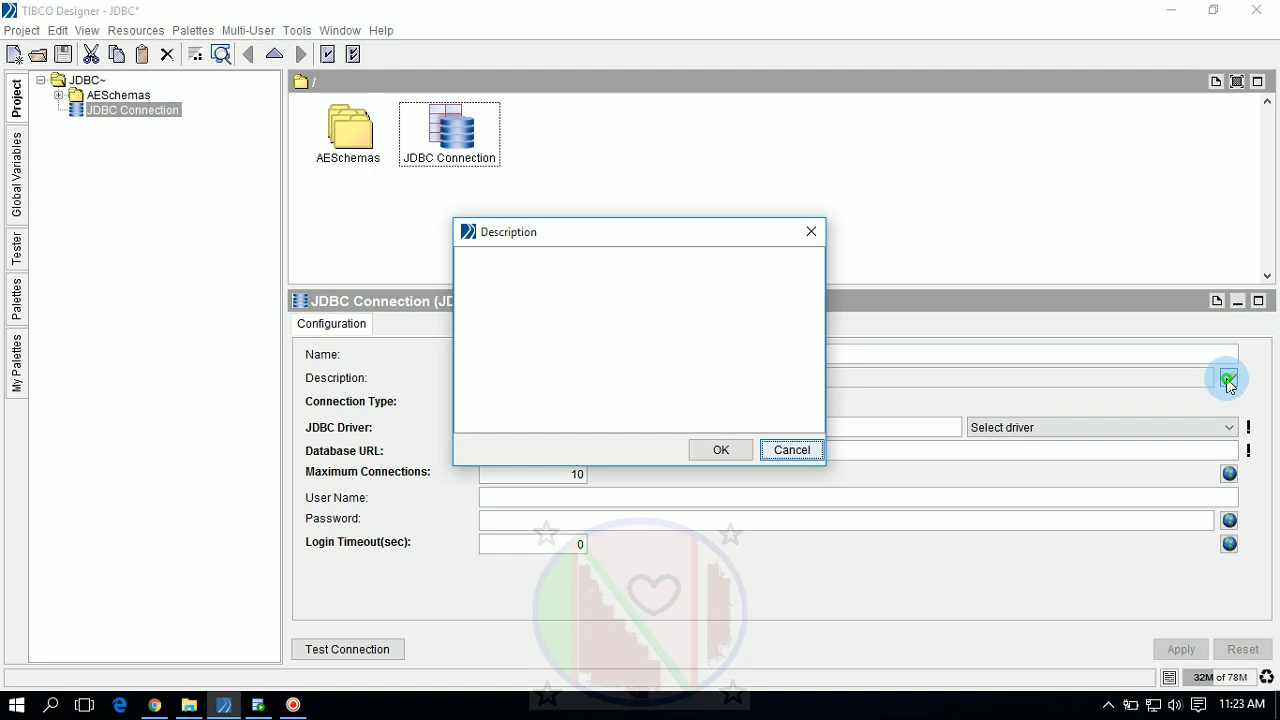 TIBCO Designer - JDBC*
Project Edit View Resources Palettes Multi-User Tools Window Help
Project
Global Variables
Tester
Palettes
My Palettes
JDBC~
AESchemas
JDBC Connection
/
AESchemas
JDBC Connection
Description
OK
Cancel
JDBC Connection (JD
Configuration
Name:
Description:
Connection Type:
JDBC Driver:
Select driver
!
Database URL:
!
Maximum Connections:
10
User Name:
Password:
Login Timeout(sec):
0
Test Connection
Apply
Reset
32M of 78M
11:23 AM